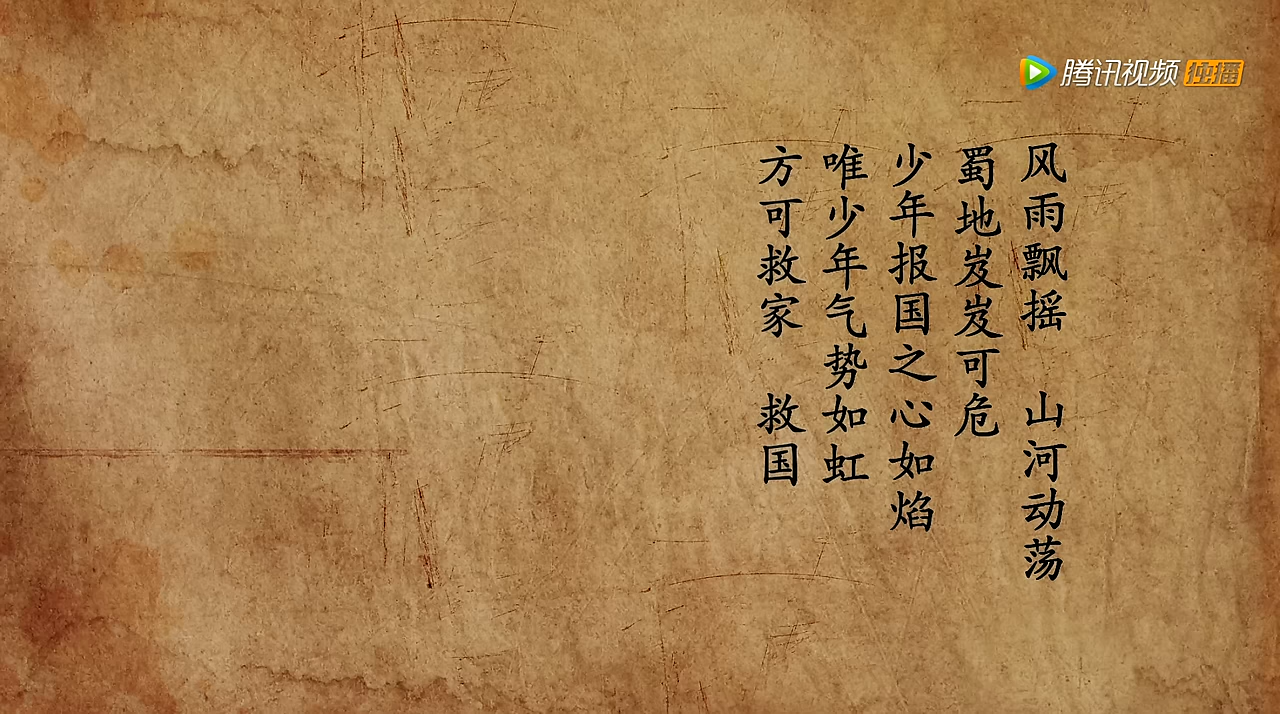 腾讯视频 独播
风雨飘摇 山河动荡
蜀地岌岌可危
少年报国之心如焰
唯少年气势如虹
方可救家 救国